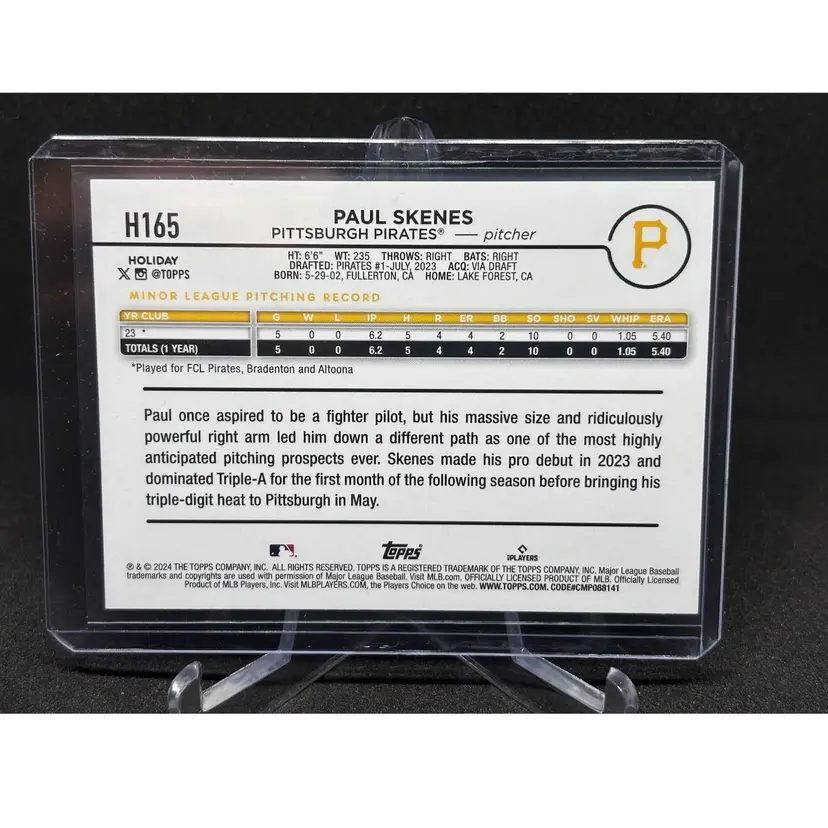 H165
PAUL SKENES
PITTSBURGH PIRATES® — pitcher
P
HOLIDAY
@TOPPS
HT: 6'6" WT: 235 THROWS: RIGHT BATS: RIGHT
DRAFTED: PIRATES #1-JULY, 2023 ACQ: VIA DRAFT
BORN: 5-29-02, FULLERTON, CA HOME: LAKE FOREST, CA
MINOR LEAGUE PITCHING RECORD
YR CLUB G W L IP H R ER BB SO SHO SV WHIP ERA
23 * 5 0 0 6.2 5 4 4 2 10 0 0 1.05 5.40
TOTALS (1 YEAR) 5 0 0 6.2 5 4 4 2 10 0 0 1.05 5.40
*Played for FCL Pirates, Bradenton and Altoona
Paul once aspired to be a fighter pilot, but his massive size and ridiculously
powerful right arm led him down a different path as one of the most highly
anticipated pitching prospects ever. Skenes made his pro debut in 2023 and
dominated Triple-A for the first month of the following season before bringing his
triple-digit heat to Pittsburgh in May.
topps
PLAYERS
® & © 2024 THE TOPPS COMPANY, INC. ALL RIGHTS RESERVED. TOPPS IS A REGISTERED TRADEMARK OF THE TOPPS COMPANY, INC. Major League Baseball
trademarks and copyrights are used with permission of Major League Baseball. Visit MLB.com. OFFICIALLY LICENSED PRODUCT OF MLB. Officially Licensed
Product of MLB Players, Inc. Visit MLBPLAYERS.COM, the Players Choice on the web. WWW.TOPPS.COM. CODE#CMP088141